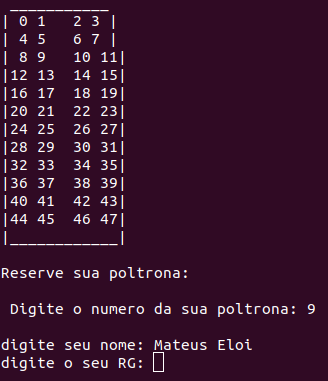 ___________
| 0 1   2 3 |
| 4 5   6 7 |
| 8 9   10 11|
|12 13  14 15|
|16 17  18 19|
|20 21  22 23|
|24 25  26 27|
|28 29  30 31|
|32 33  34 35|
|36 37  38 39|
|40 41  42 43|
|44 45  46 47|
|____________|
Reserve sua poltrona:
 Digite o numero da sua poltrona: 9
digite seu nome: Mateus Eloi
digite o seu RG: